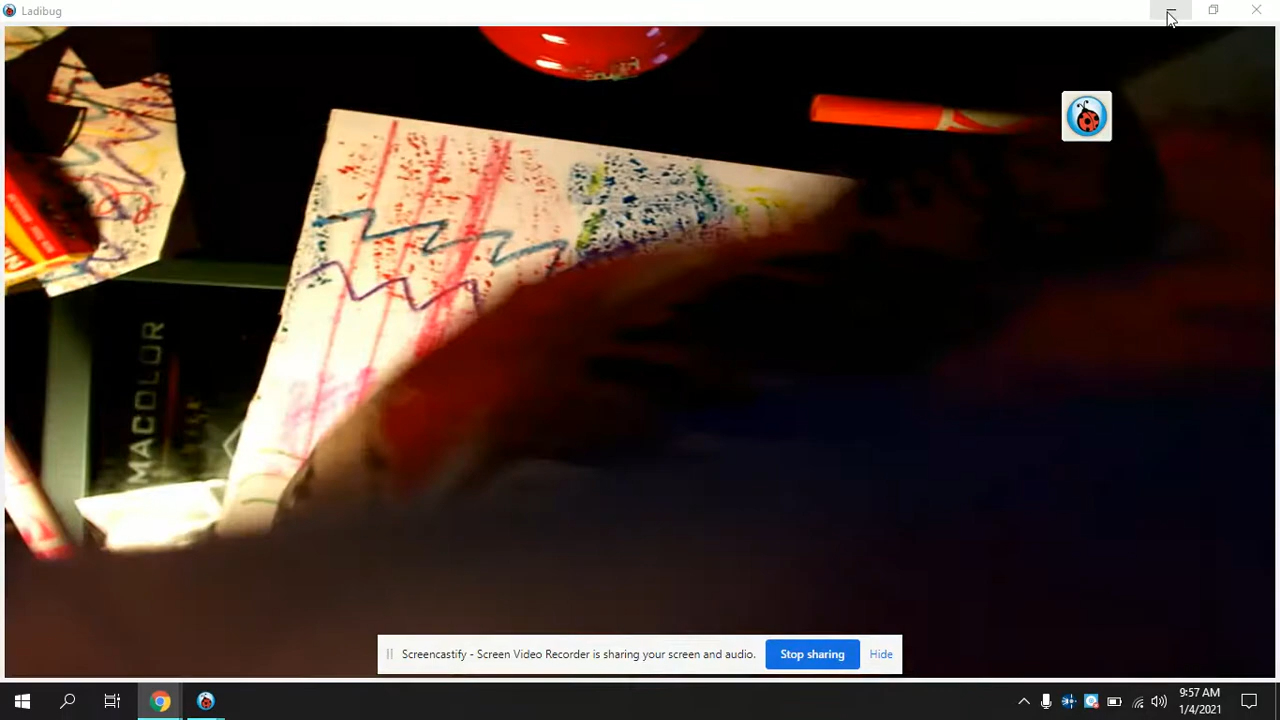 Ladibug
MACOLOR
Screencastify - Screen Video Recorder is sharing your screen and audio.
Stop sharing
Hide
9:57 AM
1/4/2021